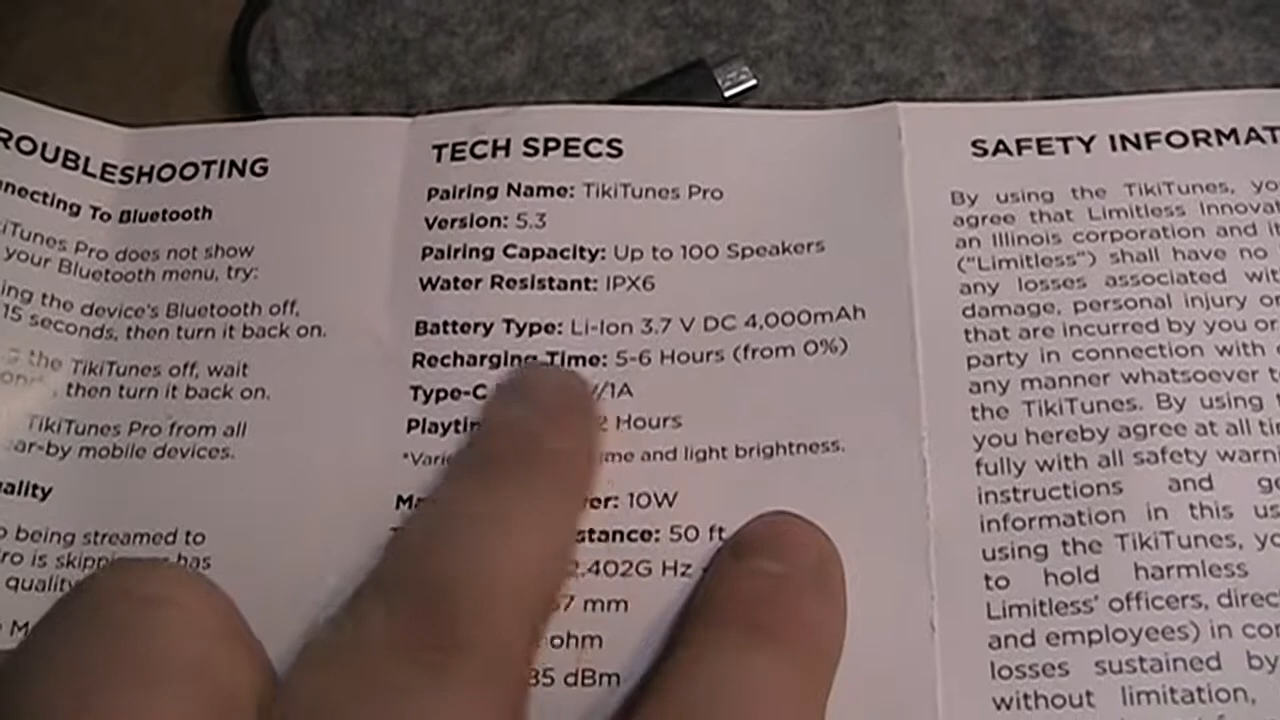 ROUBLESHOOTING
nnecting To Bluetooth
iTunes Pro does not show
your Bluetooth menu, try:
ing the device's Bluetooth off,
15 seconds, then turn it back on.
the TikiTunes off, wait
then turn it back on.
TikiTunes Pro from all
ar-by mobile devices.
ality
being streamed to
ro is has
quality
TECH SPECS
Pairing Name: TikiTunes Pro
Version: 5.3
Pairing Capacity: Up to 100 Speakers
Water Resistant: IPX6
Battery Type: Li-Ion 3.7 V DC 4,000mAh
Recharging Time: 5-6 Hours (from 0%)
Type-C /1A
Playti Hours
me and light brightness.
er: 10W
stance: 50 ft
.402G Hz
7 mm
ohm
35 dBm
SAFETY INFORMAT
By using the TikiTunes, yo
agree that Limitless Innovat
an Illinois corporation and it
("Limitless") shall have no
any losses associated wit
damage, personal injury or
that are incurred by you or
party in connection with
any manner whatsoever t
the TikiTunes. By using
you hereby agree at all ti
fully with all safety warni
instructions and g
information in this us
using the TikiTunes, yo
to hold harmless
Limitless' officers, direc
and employees) in co
losses sustained by
without limitation,